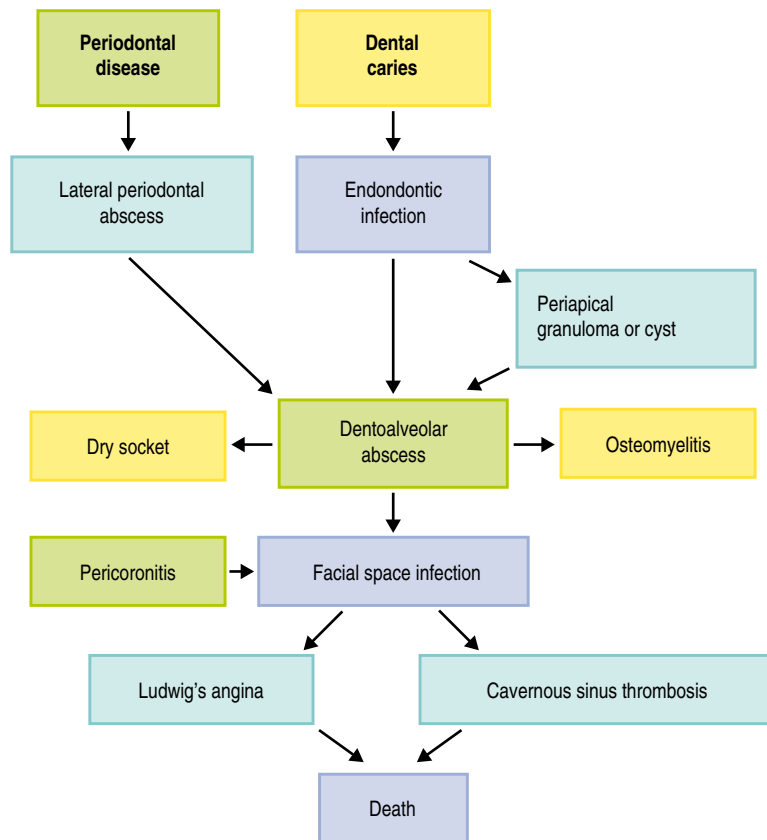 Periodontal
disease
Dental
caries
Lateral periodontal
abscess
Endondontic
infection
Periapical
granuloma or cyst
Dry socket
Dentoalveolar
abscess
Osteomyelitis
Pericoronitis
Facial space infection
Ludwig's angina
Cavernous sinus thrombosis
Death